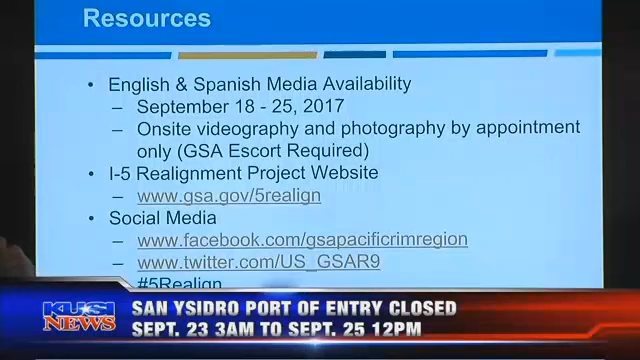 Resources
• English & Spanish Media Availability
– September 18 - 25, 2017
– Onsite videography and photography by appointment
only (GSA Escort Required)
• I-5 Realignment Project Website
– www.gsa.gov/5realign
• Social Media
– www.facebook.com/gsapacificrimregion
– www.twitter.com/US_GSAR9
– #5Realign
KUSI
NEWS
SAN YSIDRO PORT OF ENTRY CLOSED
SEPT. 23 3AM TO SEPT. 25 12PM